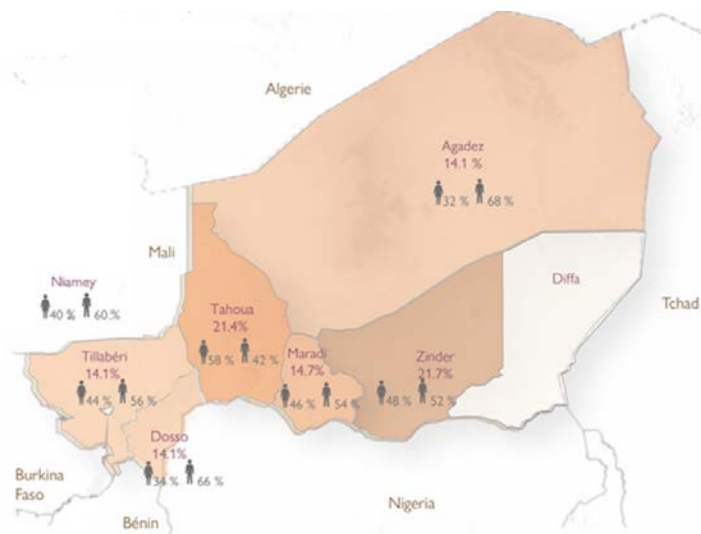 Algerie
Agadez
14.1 %
32 % 68 %
Mali
Niamey
40 % 60 %
Diffa
Tchad
Tahoua
21.4%
58 % 42 %
Maradi
14.7%
46 % 54 %
Zinder
21.7%
48 % 52 %
Tillabéri
14.1%
44 % 56 %
Dosso
14.1%
34 % 66 %
Burkina
Faso
Bénin
Nigeria